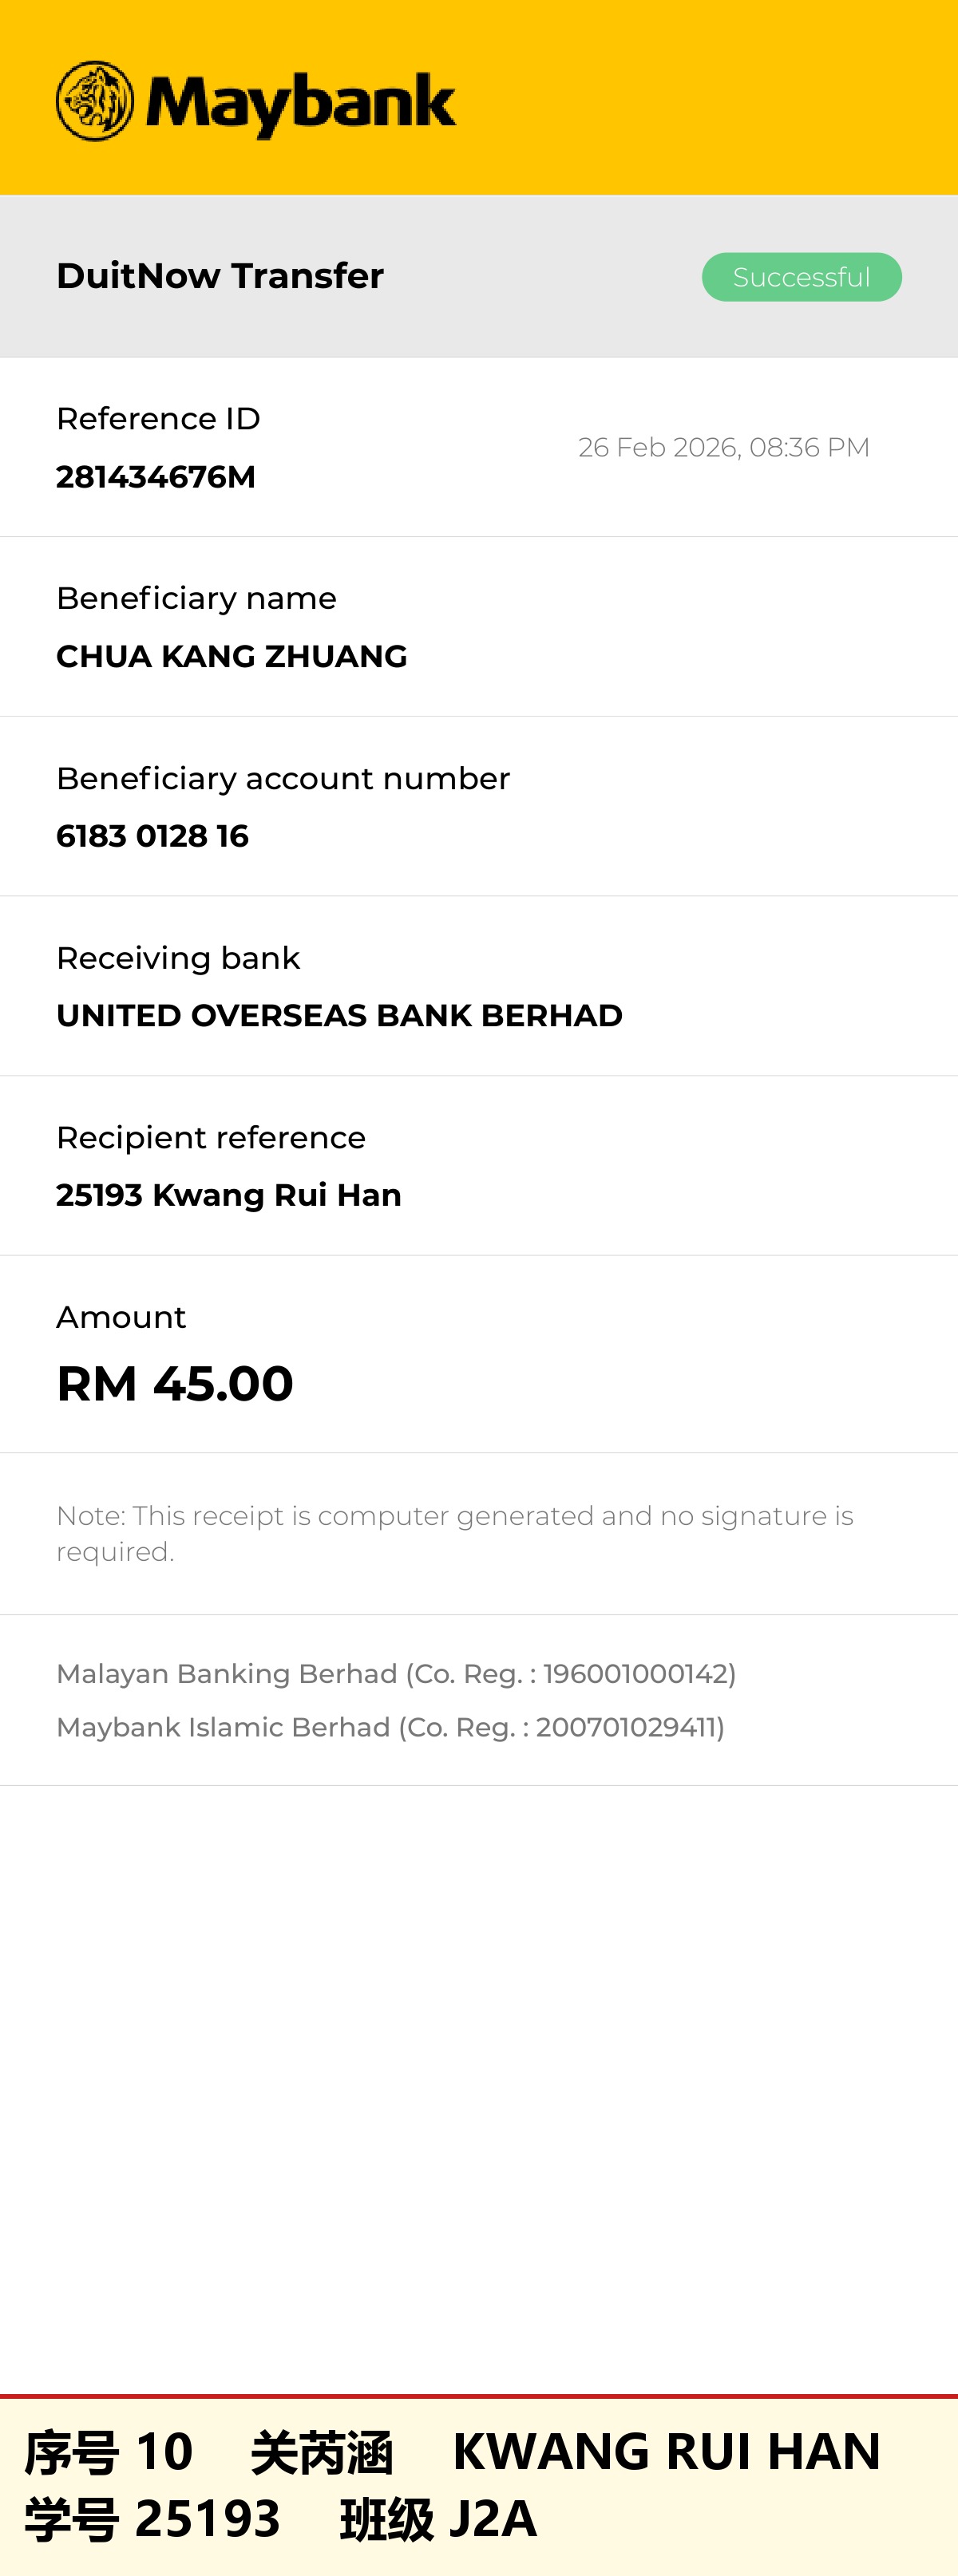 Maybank
DuitNow Transfer
Successful
Reference ID
26 Feb 2026, 08:36 PM
281434676M
Beneficiary name
CHUA KANG ZHUANG
Beneficiary account number
6183 0128 16
Receiving bank
UNITED OVERSEAS BANK BERHAD
Recipient reference
25193 Kwang Rui Han
Amount
RM 45.00
Note: This receipt is computer generated and no signature is
required.
Malayan Banking Berhad (Co. Reg. : 196001000142)
Maybank Islamic Berhad (Co. Reg. : 200701029411)
序号 10 关芮涵 KWANG RUI HAN
学号 25193 班级 J2A